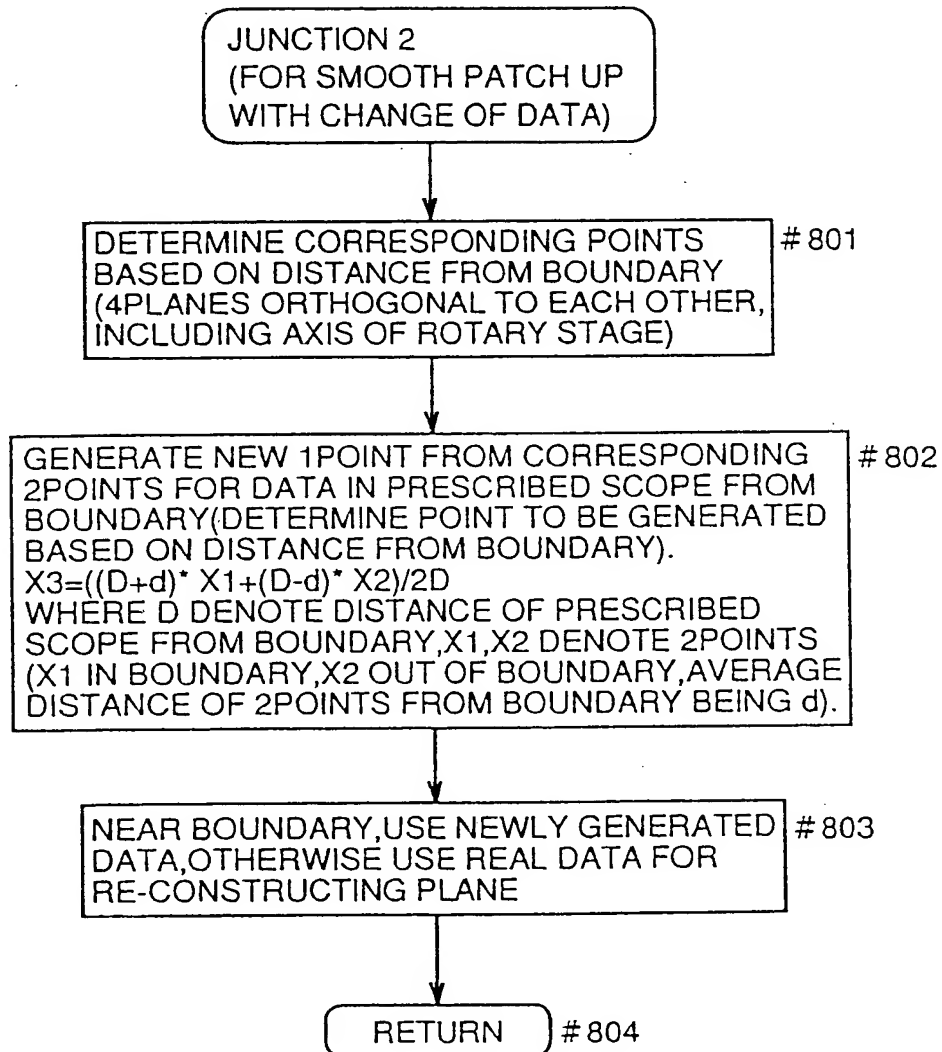 JUNCTION 2
(FOR SMOOTH PATCH UP
WITH CHANGE OF DATA)
DETERMINE CORRESPONDING POINTS
BASED ON DISTANCE FROM BOUNDARY
(4PLANES ORTHOGONAL TO EACH OTHER,
INCLUDING AXIS OF ROTARY STAGE)
#801
GENERATE NEW 1POINT FROM CORRESPONDING
2POINTS FOR DATA IN PRESCRIBED SCOPE FROM
BOUNDARY(DETERMINE POINT TO BE GENERATED
BASED ON DISTANCE FROM BOUNDARY).
X3=((D+d)* X1+(D-d)* X2)/2D
WHERE D DENOTE DISTANCE OF PRESCRIBED
SCOPE FROM BOUNDARY,X1,X2 DENOTE 2POINTS
(X1 IN BOUNDARY,X2 OUT OF BOUNDARY,AVERAGE
DISTANCE OF 2POINTS FROM BOUNDARY BEING d).
#802
NEAR BOUNDARY,USE NEWLY GENERATED
DATA,OTHERWISE USE REAL DATA FOR
RE-CONSTRUCTING PLANE
#803
RETURN
#804